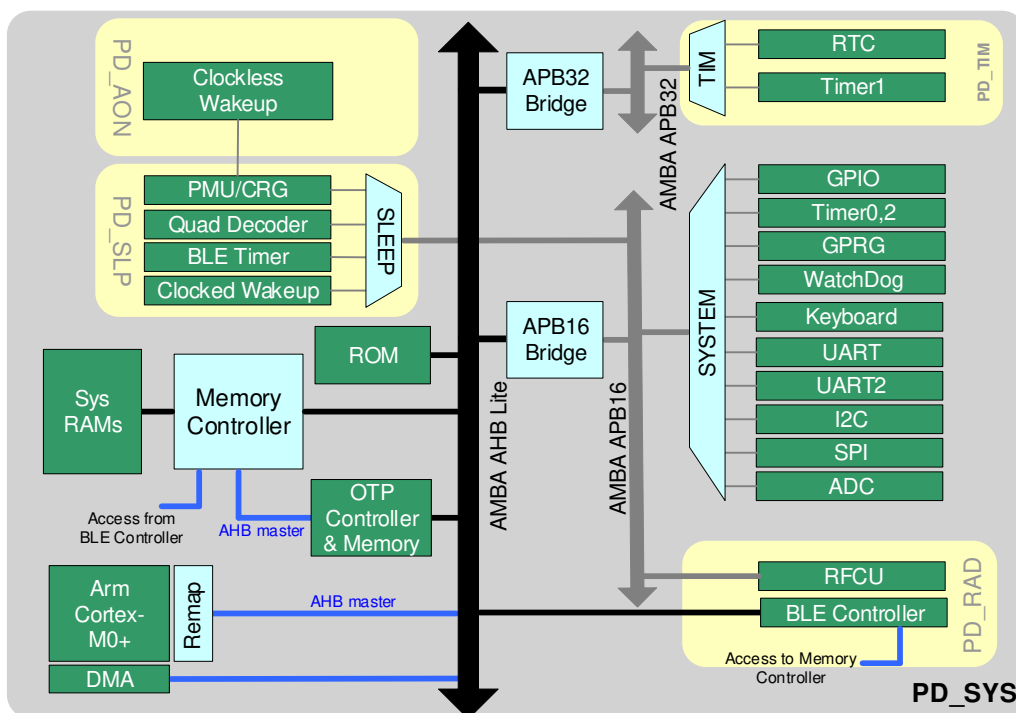 PD_AON
Clockless
Wakeup
PD_SLP
PMU/CRG
Quad Decoder
BLE Timer
Clocked Wakeup
SLEEP
APB32
Bridge
AMBA APB32
TIM
RTC
Timer1
PD_TIM
SYSTEM
GPIO
Timer0,2
GPRG
WatchDog
Keyboard
UART
UART2
I2C
SPI
ADC
ROM
APB16
Bridge
Sys
RAMs
Memory
Controller
AMBA AHB Lite
AMBA APB16
Access from
BLE Controller
AHB master
OTP
Controller
& Memory
Arm
Cortex-
M0+
Remap
AHB master
DMA
RFCU
BLE Controller
PD_RAD
Access to Memory
Controller
PD_SYS